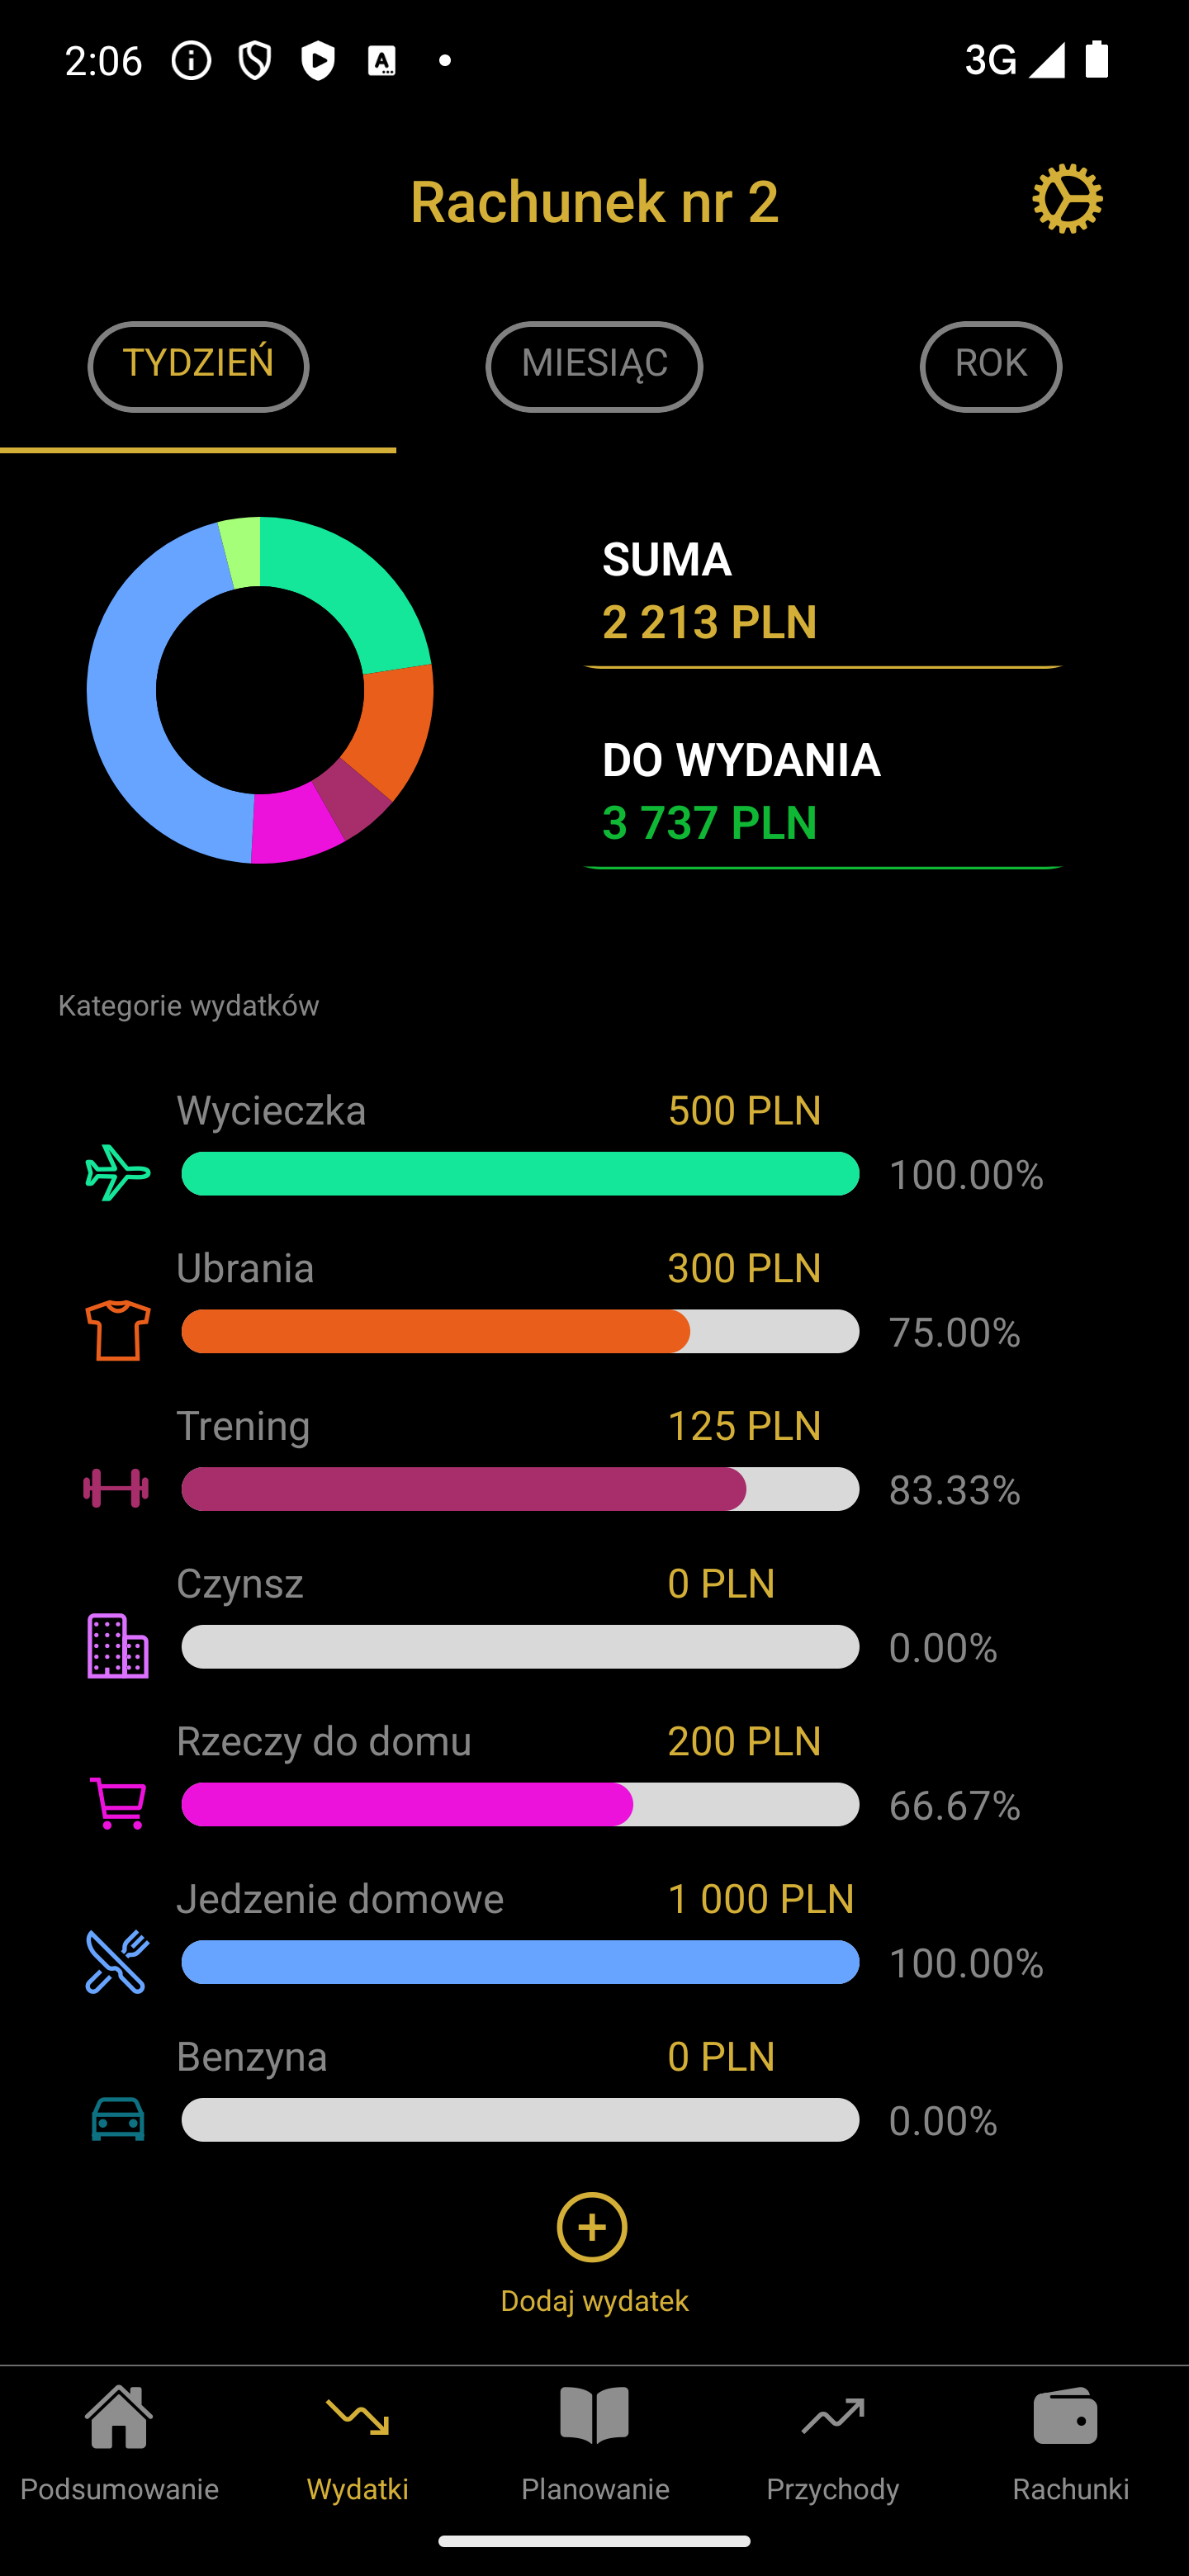 2:06
3G
Rachunek nr 2
TYDZIEŃ
MIESIĄC
ROK
SUMA
2 213 PLN
DO WYDANIA
3 737 PLN
Kategorie wydatków
Wycieczka
500 PLN
100.00%
Ubrania
300 PLN
75.00%
Trening
125 PLN
83.33%
Czynsz
0 PLN
0.00%
Rzeczy do domu
200 PLN
66.67%
Jedzenie domowe
1 000 PLN
100.00%
Benzyna
0 PLN
0.00%
Dodaj wydatek
Podsumowanie
Wydatki
Planowanie
Przychody
Rachunki